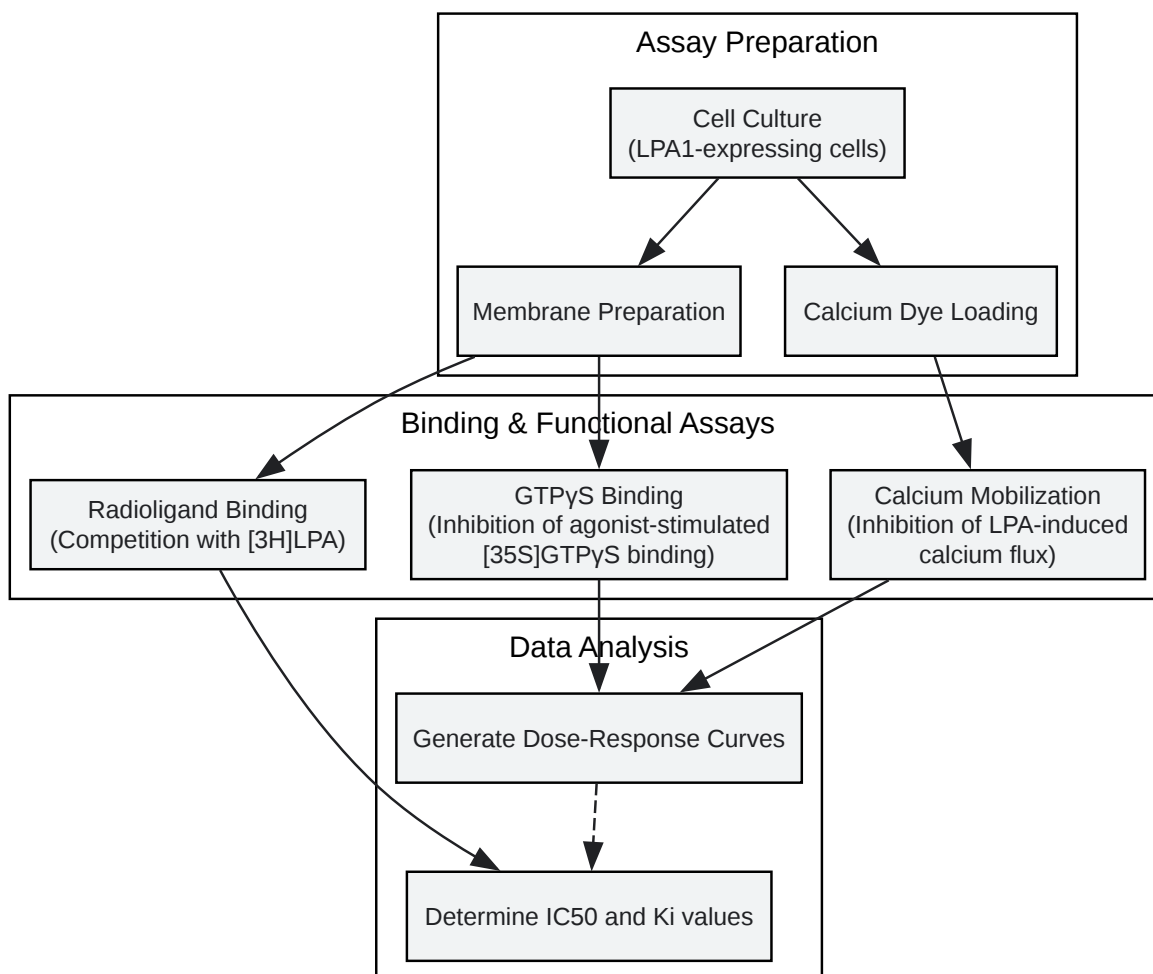 Assay Preparation
Cell Culture
(LPA1-expressing cells)
Membrane Preparation
Calcium Dye Loading
Binding & Functional Assays
Radioligand Binding
(Competition with [3H]LPA)
GTPγS Binding
(Inhibition of agonist-stimulated
[35S]GTPγS binding)
Calcium Mobilization
(Inhibition of LPA-induced
calcium flux)
Data Analysis
Generate Dose-Response Curves
Determine IC50 and Ki values